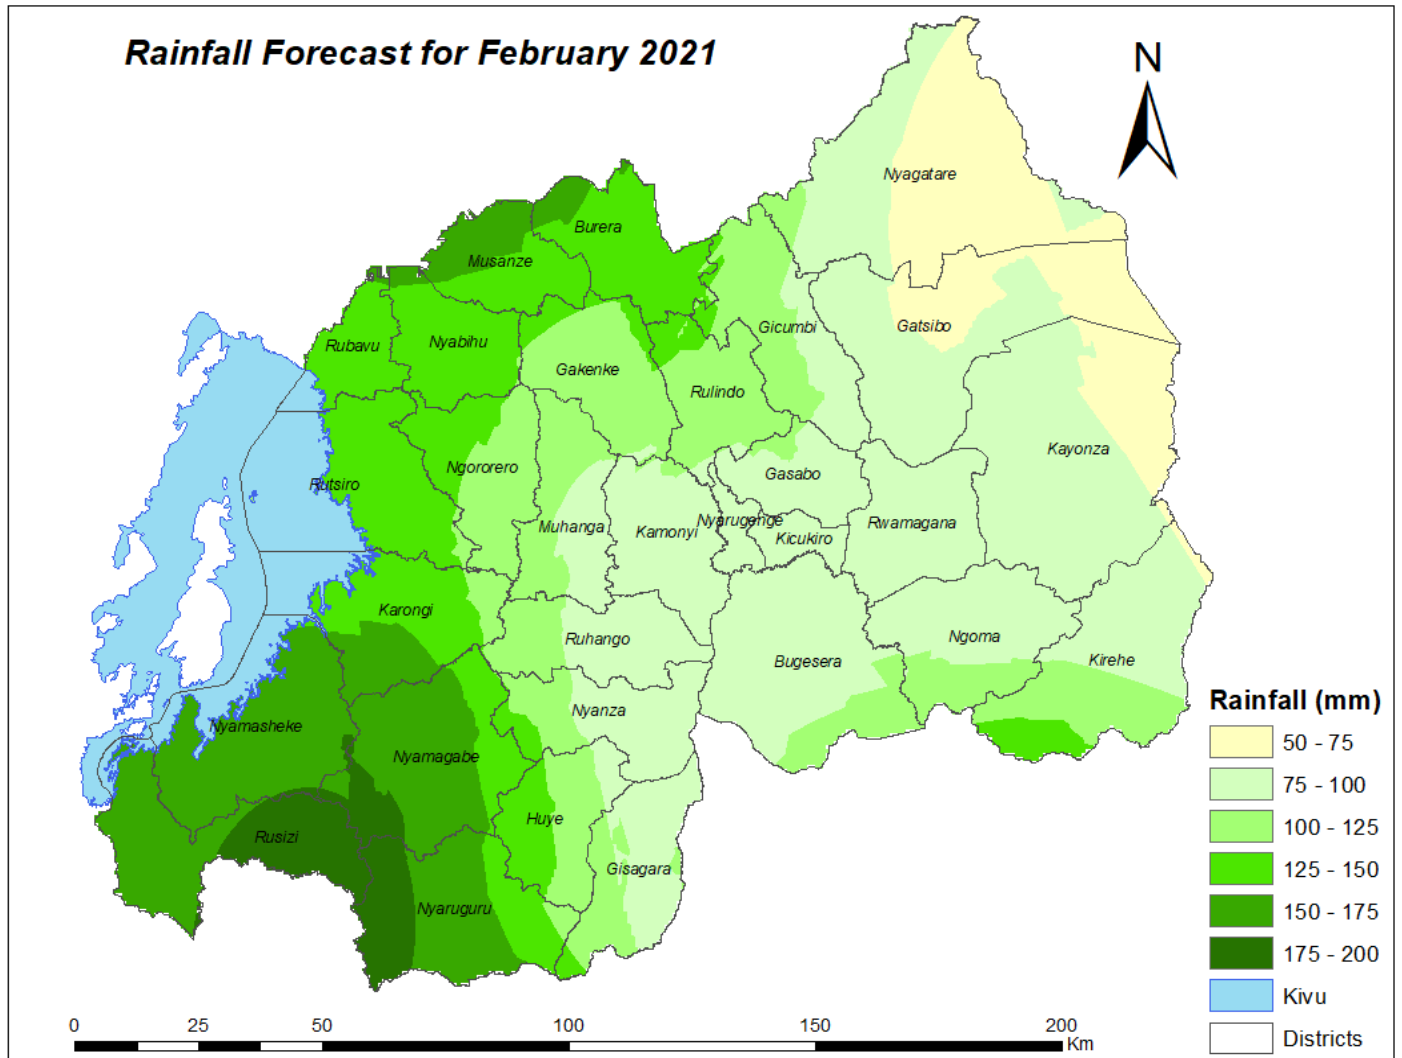 Rainfall Forecast for February 2021
N
Nyagatare
Burera
Musanze
Gatsibo
Gicumbi
Rubavu
Nyabihu
Gakenke
Rulindo
Kayonza
Ngororero
Gasabo
Rutsiro
Muhanga
Kamonyi
Nyarugenge
Kicukiro
Rwamagana
Karongi
Ruhango
Ngoma
Bugesera
Kirehe
Nyanza
Nyamasheke
Nyamagabe
Huye
Rusizi
Gisagara
Nyaruguru
Rainfall (mm)
50 - 75
75 - 100
100 - 125
125 - 150
150 - 175
175 - 200
Kivu
Districts
0 25 50 100 150 200
Km